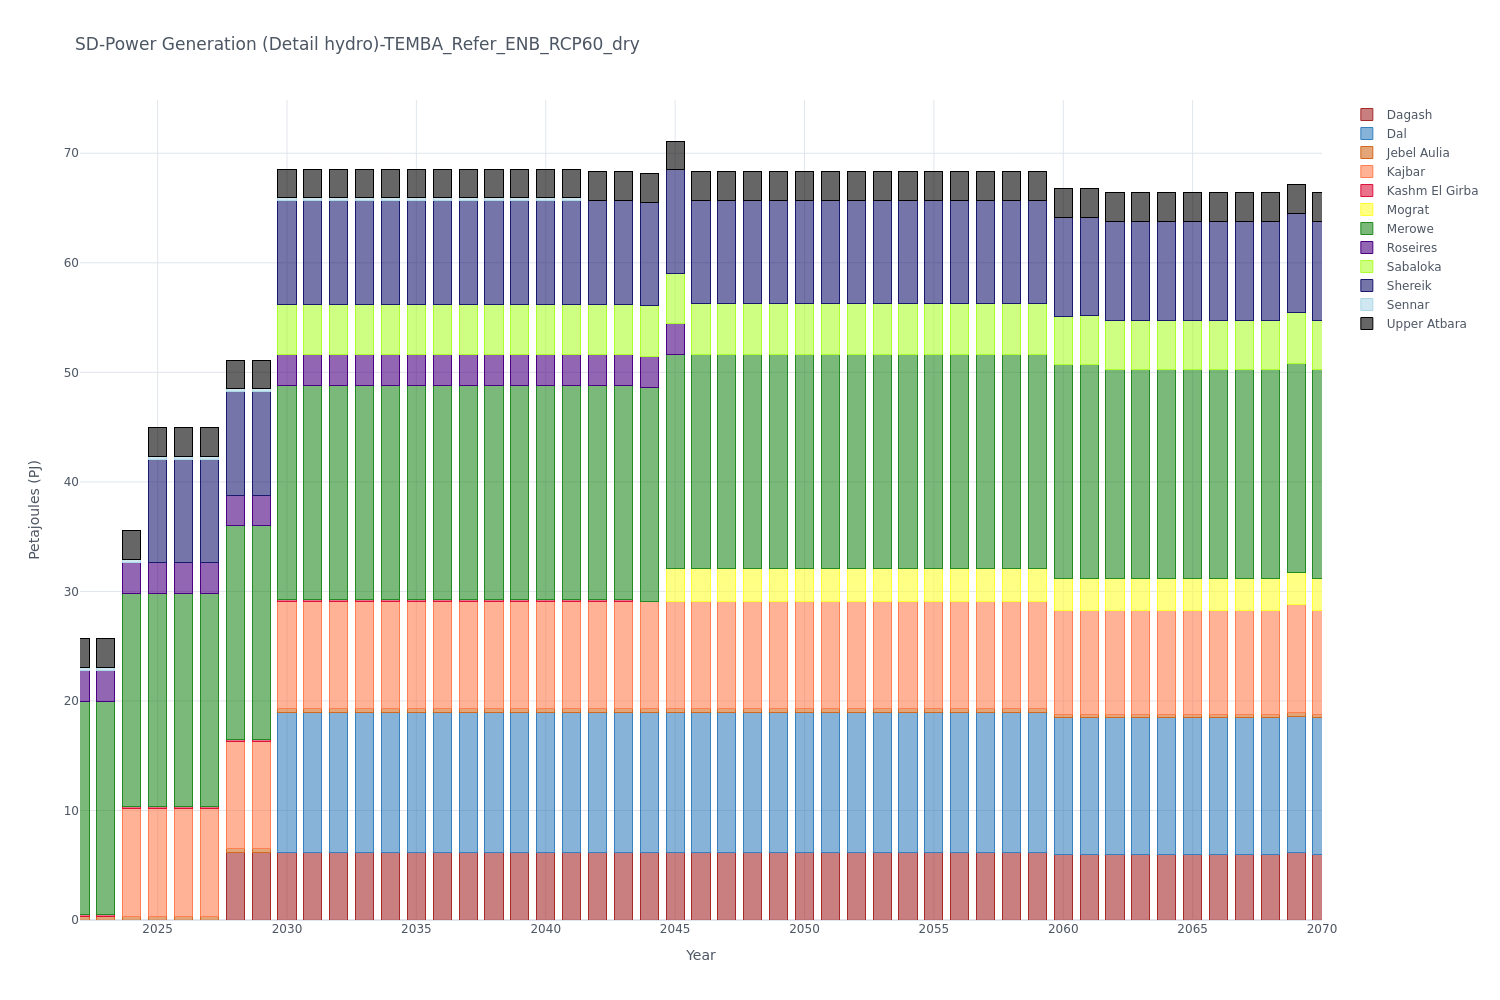 SD-Power Generation (Detail hydro)-TEMBA_Refer_ENB_RCP60_dry
Dagash
Dal
Jebel Aulia
Kajbar
Kashm El Girba
Mograt
Merowe
Roseires
Sabaloka
Shereik
Sennar
Upper Atbara
Petajoules (PJ)
70
60
50
40
30
20
10
0
2025 2030 2035 2040 2045 2050 2055 2060 2065 2070
Year